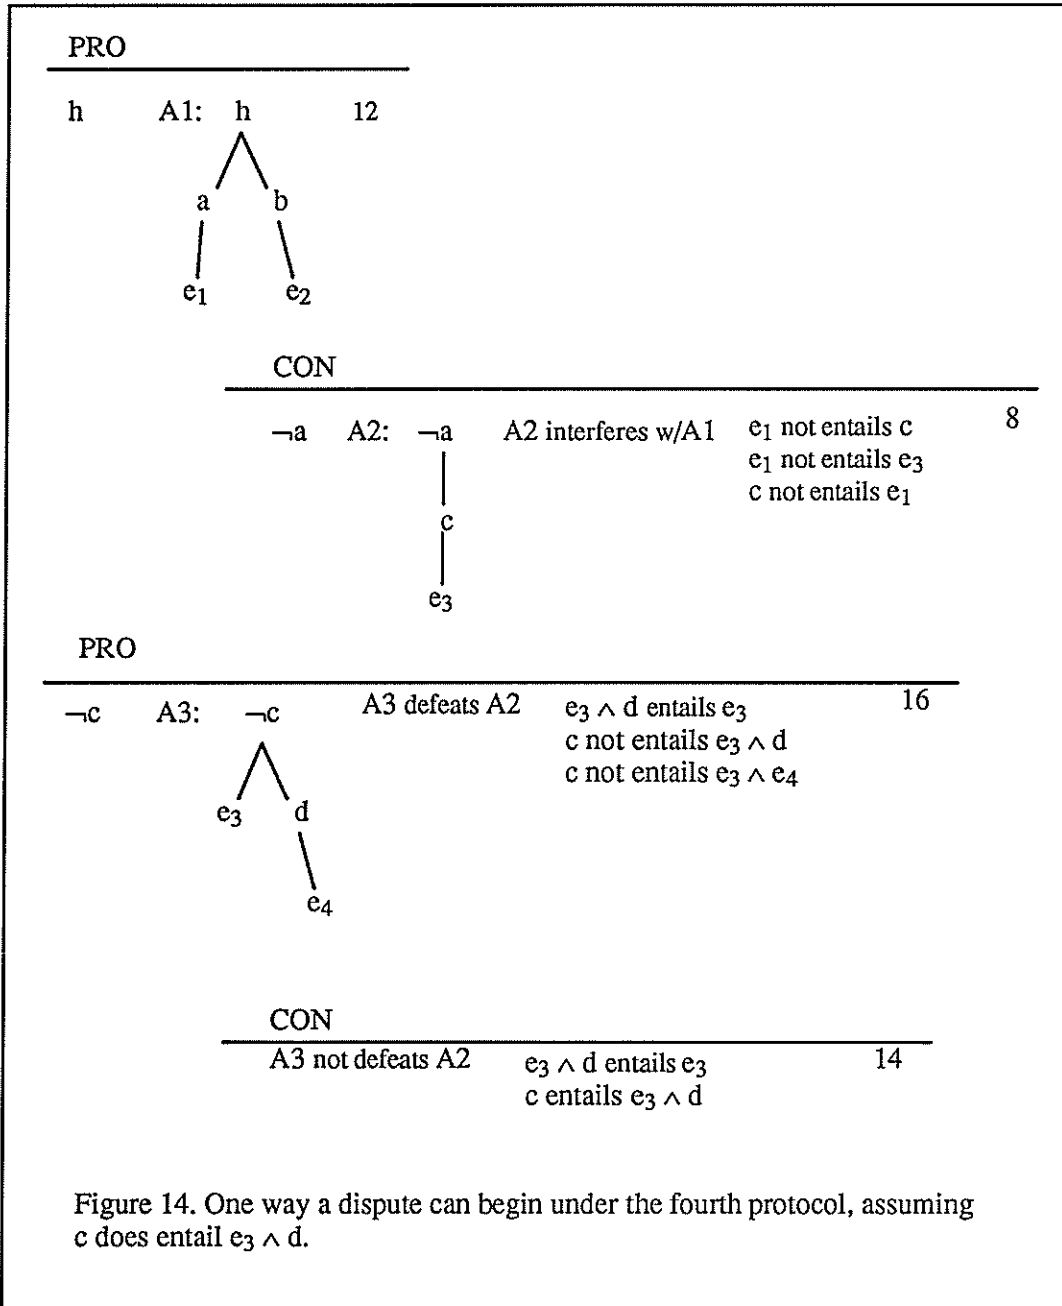 PRO
h A1: h 12
a b
e₁ e₂
CON
¬a A2: ¬a A2 interferes w/A1 e₁ not entails c 8
e₁ not entails e₃
c not entails e₁
c
e₃
PRO
¬c A3: ¬c A3 defeats A2 e₃ ∧ d entails e₃ 16
c not entails e₃ ∧ d
c not entails e₃ ∧ e₄
e₃ d
e₄
CON
A3 not defeats A2 e₃ ∧ d entails e₃ 14
c entails e₃ ∧ d
Figure 14. One way a dispute can begin under the fourth protocol, assuming
c does entail e₃ ∧ d.